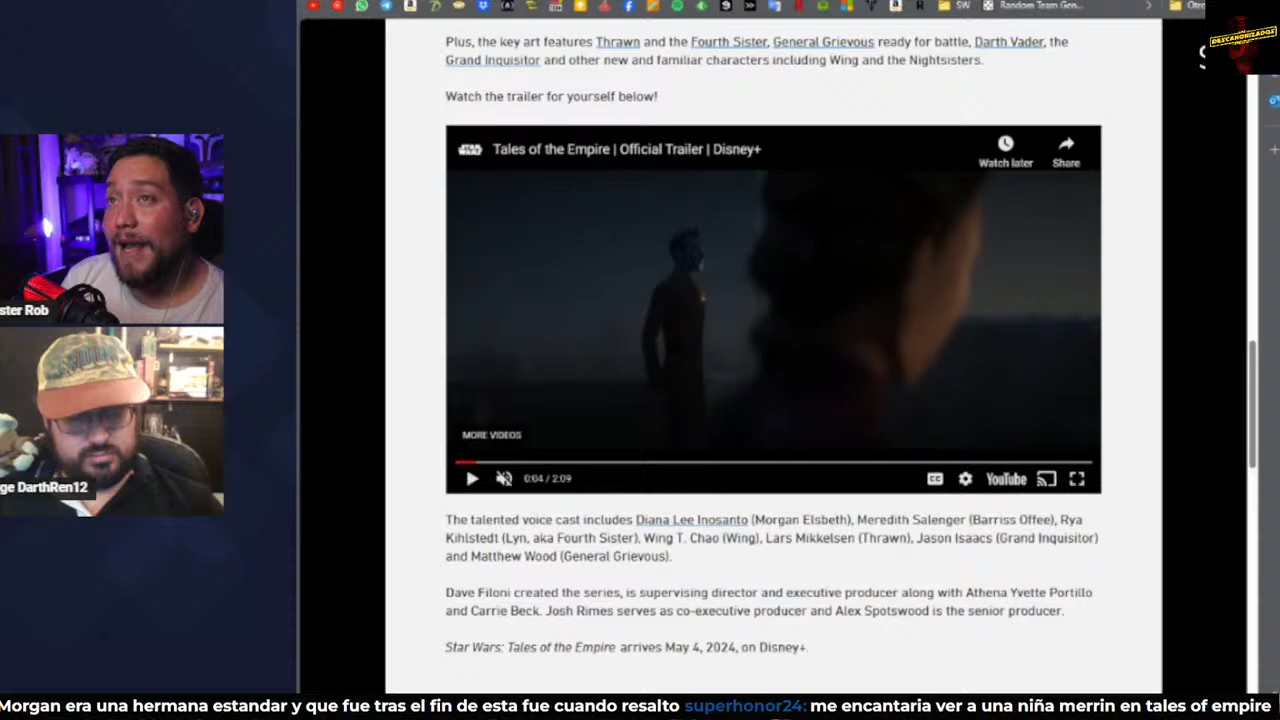 Random Team Gen...
SW
DESCANONIZADOS
Plus, the key art features Thrawn and the Fourth Sister, General Grievous ready for battle, Darth Vader, the
Grand Inquisitor and other new and familiar characters including Wing and the Nightsisters.
Watch the trailer for yourself below!
Tales of the Empire | Official Trailer | Disney+
Watch later
Share
MORE VIDEOS
0:04 / 2:09
CC
YouTube
ster Rob
ge DarthRen12
The talented voice cast includes Diana Lee Inosanto (Morgan Elsbeth), Meredith Salenger (Barriss Offee), Rya
Kihlstedt (Lyn, aka Fourth Sister), Wing T. Chao (Wing), Lars Mikkelsen (Thrawn), Jason Isaacs (Grand Inquisitor)
and Matthew Wood (General Grievous).
Dave Filoni created the series, is supervising director and executive producer along with Athena Yvette Portillo
and Carrie Beck. Josh Rimes serves as co-executive producer and Alex Spotswood is the senior producer.
Star Wars: Tales of the Empire arrives May 4, 2024, on Disney+.
Morgan era una hermana estandar y que fue tras el fin de esta fue cuando resalto superhonor24: me encantaria ver a una niña merrin en tales of empire